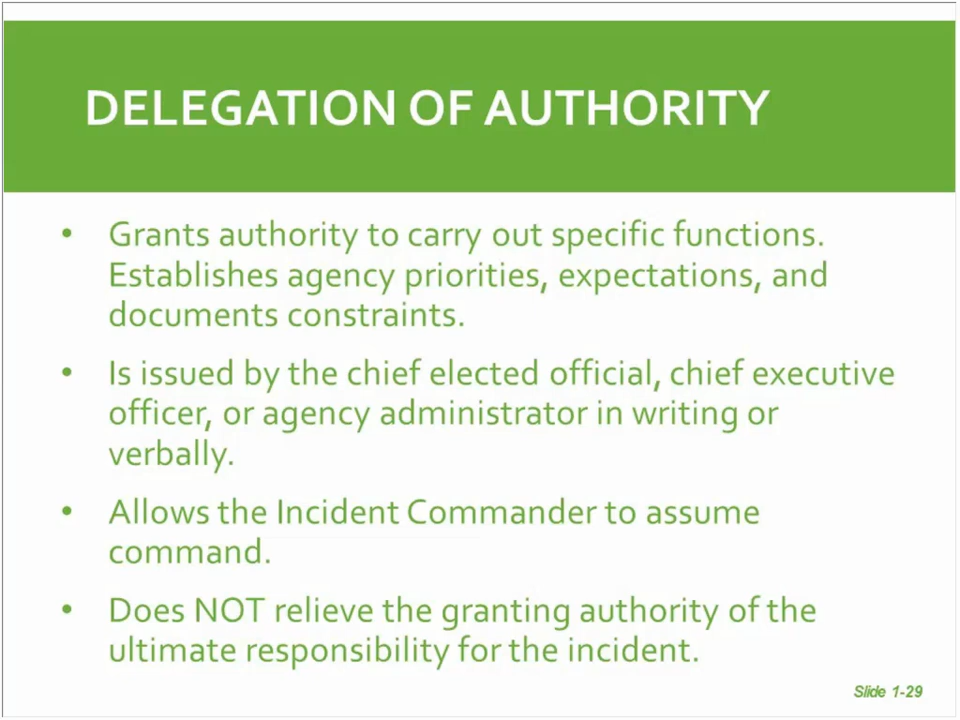 DELEGATION OF AUTHORITY
• Grants authority to carry out specific functions.
Establishes agency priorities, expectations, and
documents constraints.
• Is issued by the chief elected official, chief executive
officer, or agency administrator in writing or
verbally.
• Allows the Incident Commander to assume
command.
• Does NOT relieve the granting authority of the
ultimate responsibility for the incident.
Slide 1-29